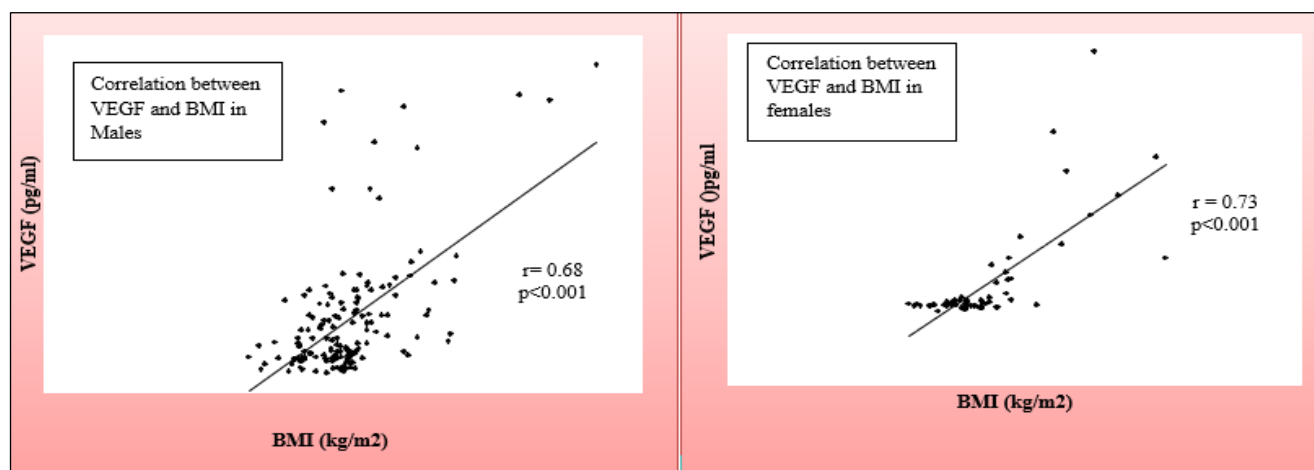 Correlation between
VEGF and BMI in
Males
VEGF (pg/ml)
r= 0.68
p<0.001
BMI (kg/m2)
Correlation between
VEGF and BMI in
females
VEGF ()pg/ml
r = 0.73
p<0.001
BMI (kg/m2)